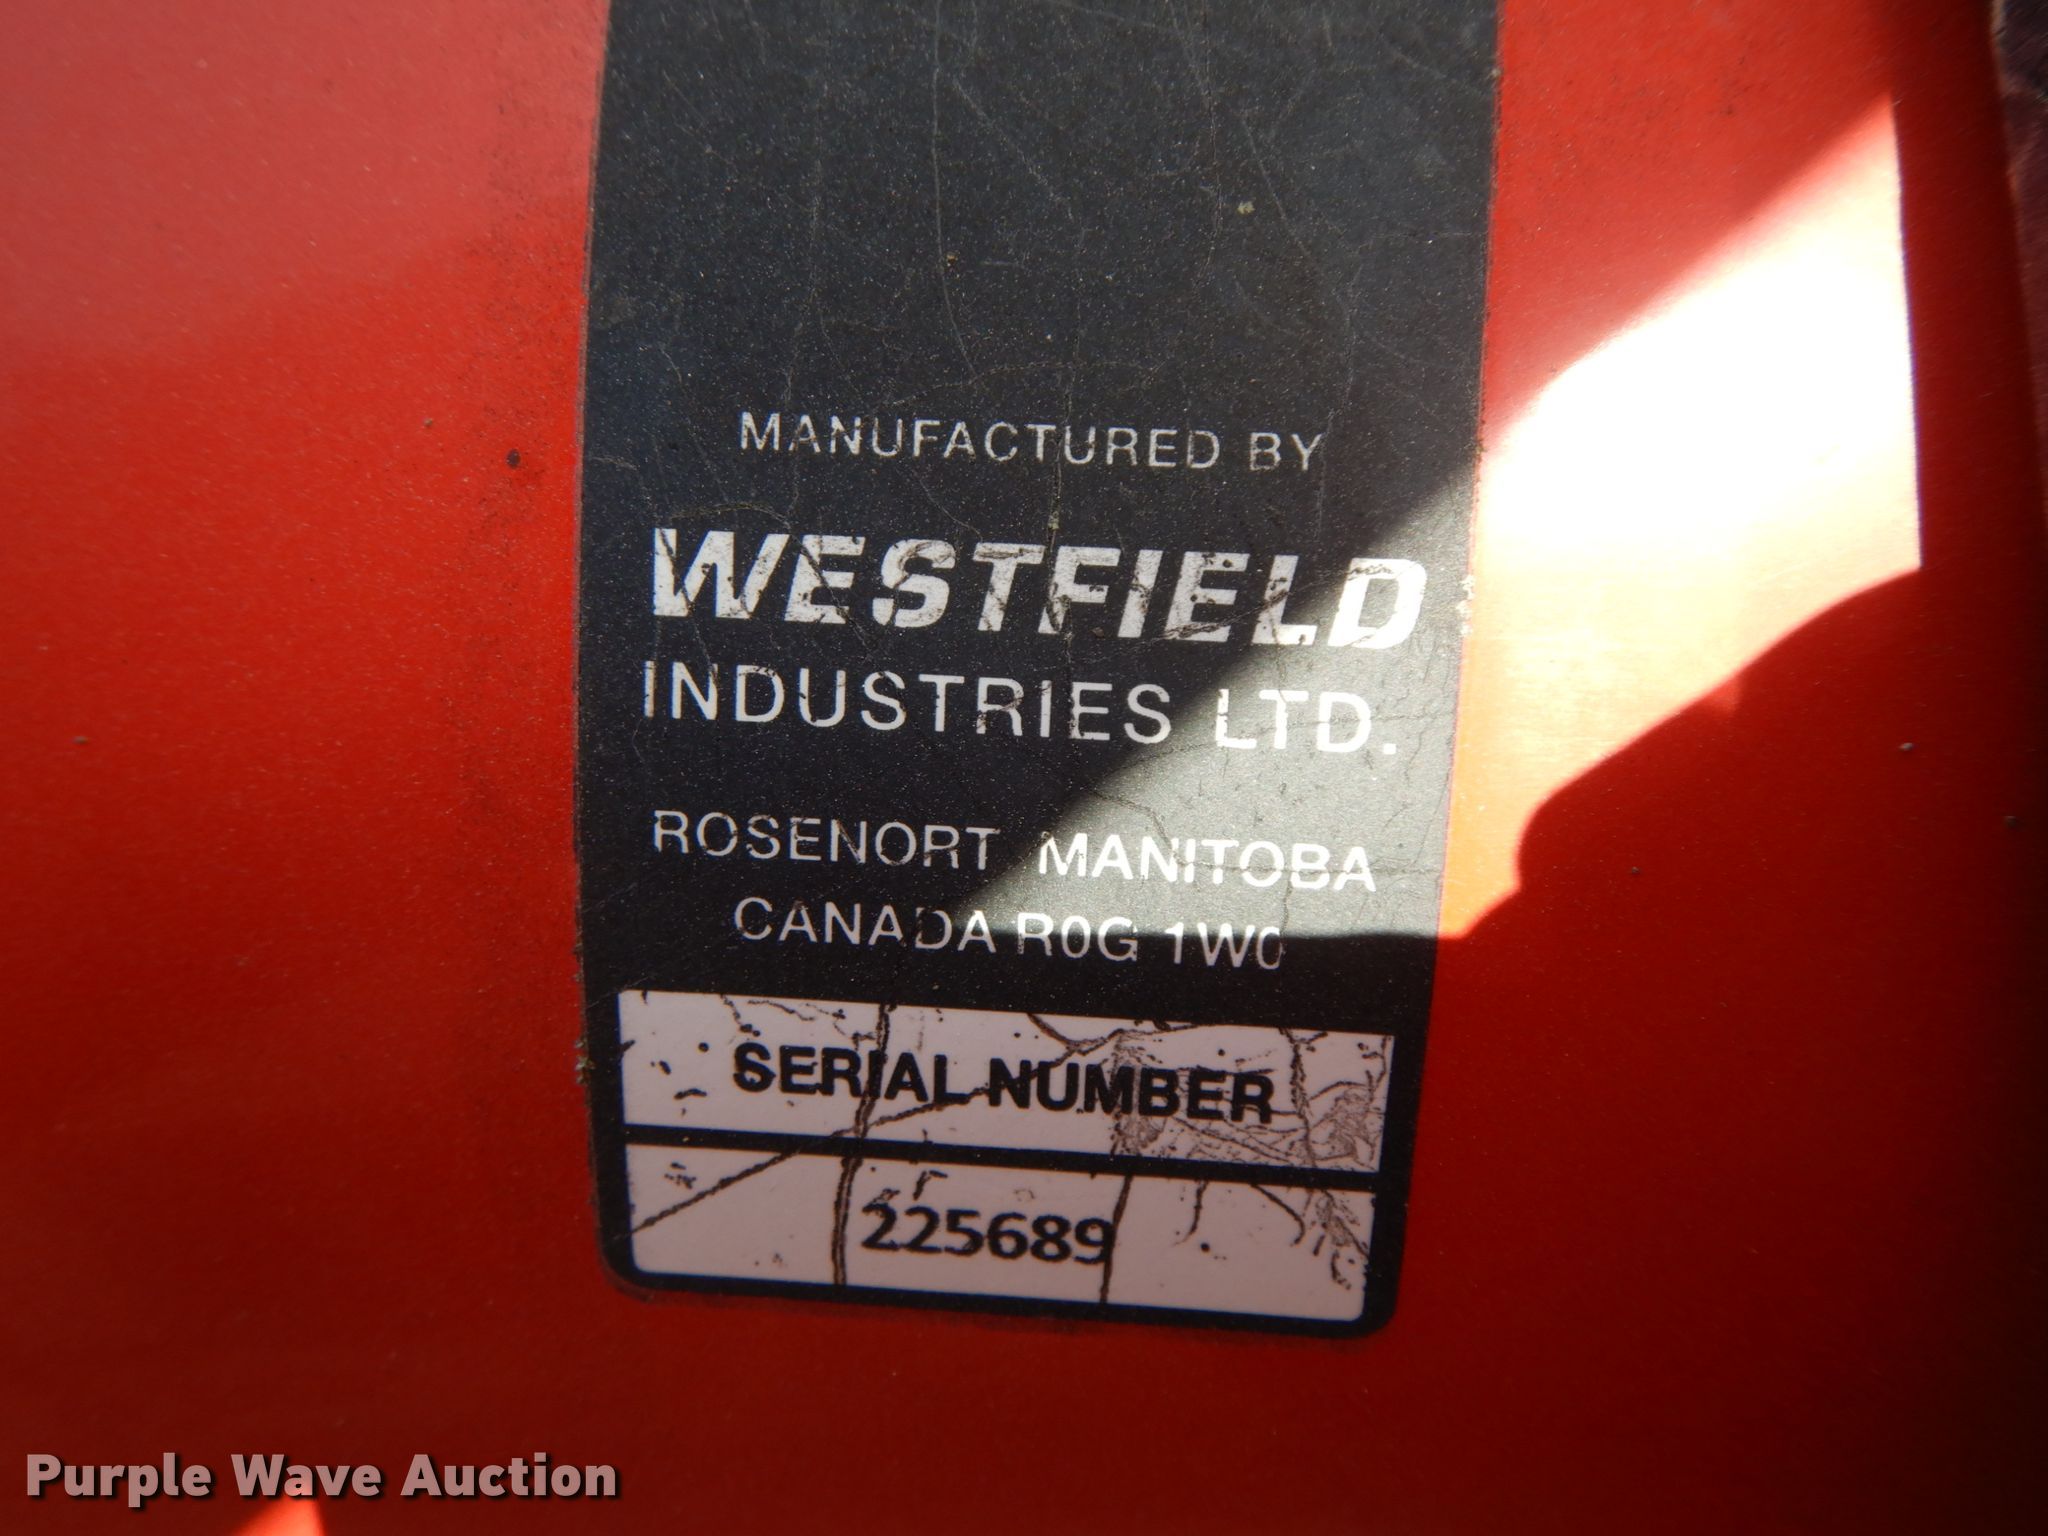 MANUFACTURED BY
WESTFIELD
INDUSTRIES LTD.
ROSENORT MANITOBA
CANADA R0G 1W0
SERIAL NUMBER
225689
Purple Wave Auction